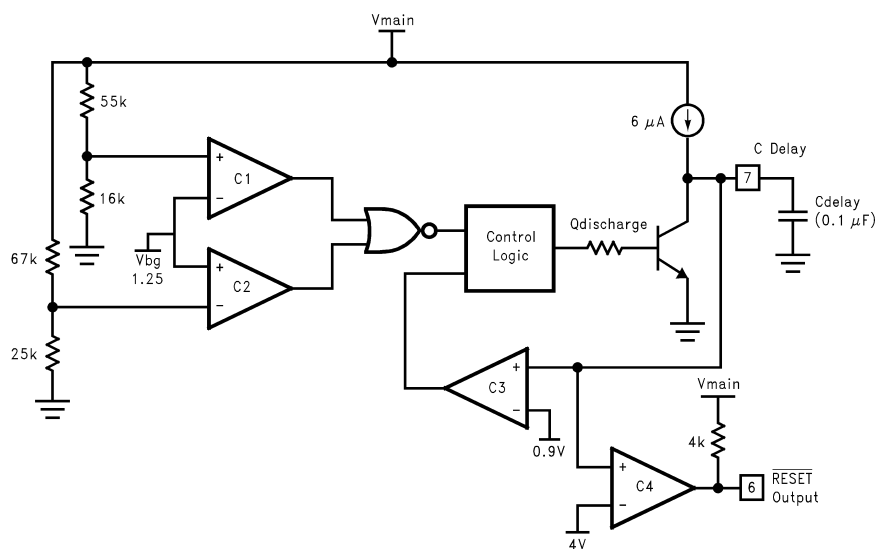 Vmain
55k
6 μA
C Delay
+
C1
7
16k
−
Cdelay
(0.1 μF)
Qdischarge
Control
Logic
Vbg
1.25
67k
+
C2
−
25k
+
C3
−
Vmain
0.9V
4k
+
C4
6
RESET
Output
−
4V